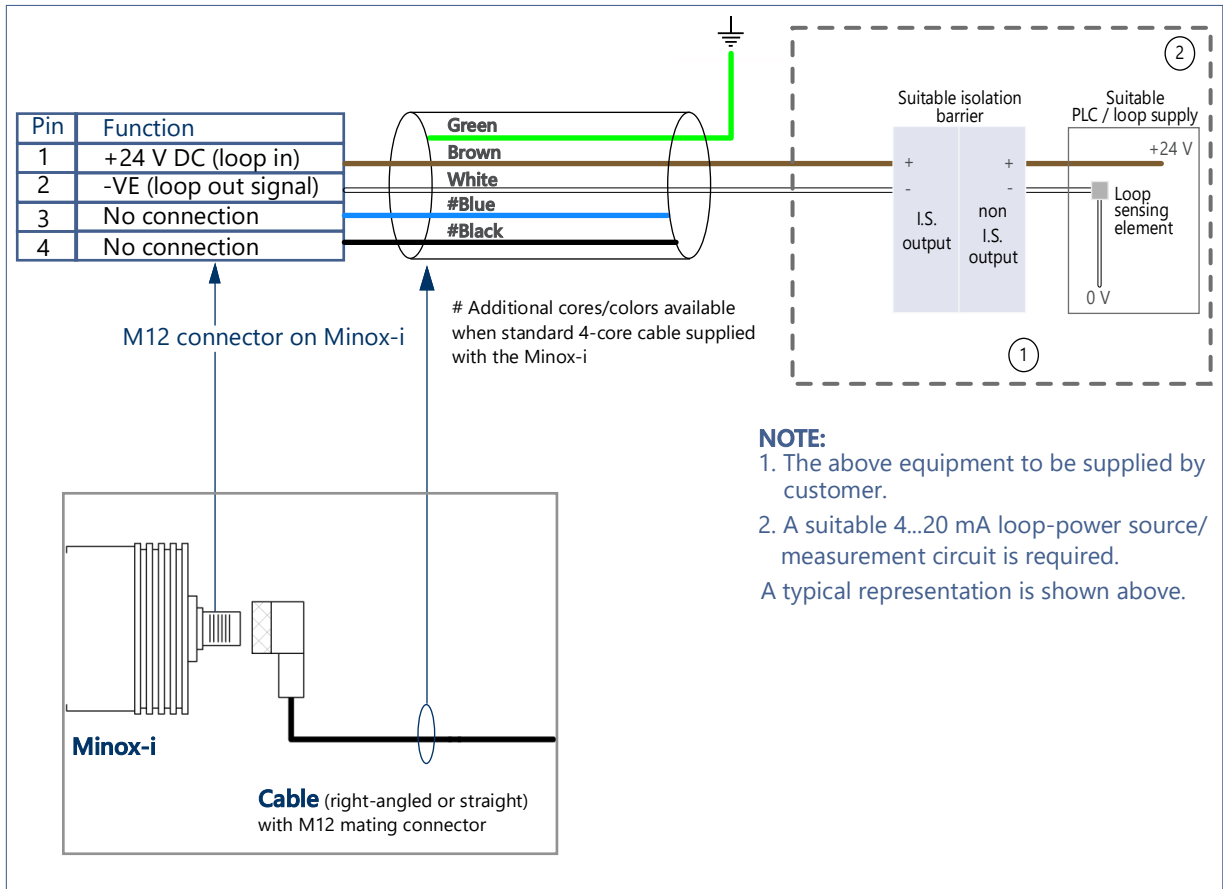 Pin Function
1 +24 V DC (loop in)
2 -VE (loop out signal)
3 No connection
4 No connection
Green
Brown
White
#Blue
#Black
2
Suitable isolation
barrier
Suitable
PLC / loop supply
+ +
- -
I.S.
output
non
I.S.
output
+24 V
Loop
sensing
element
0 V
1
M12 connector on Minox-i
# Additional cores/colors available
when standard 4-core cable supplied
with the Minox-i
NOTE:
1. The above equipment to be supplied by
customer.
2. A suitable 4...20 mA loop-power source/
measurement circuit is required.
A typical representation is shown above.
Minox-i
Cable (right-angled or straight)
with M12 mating connector